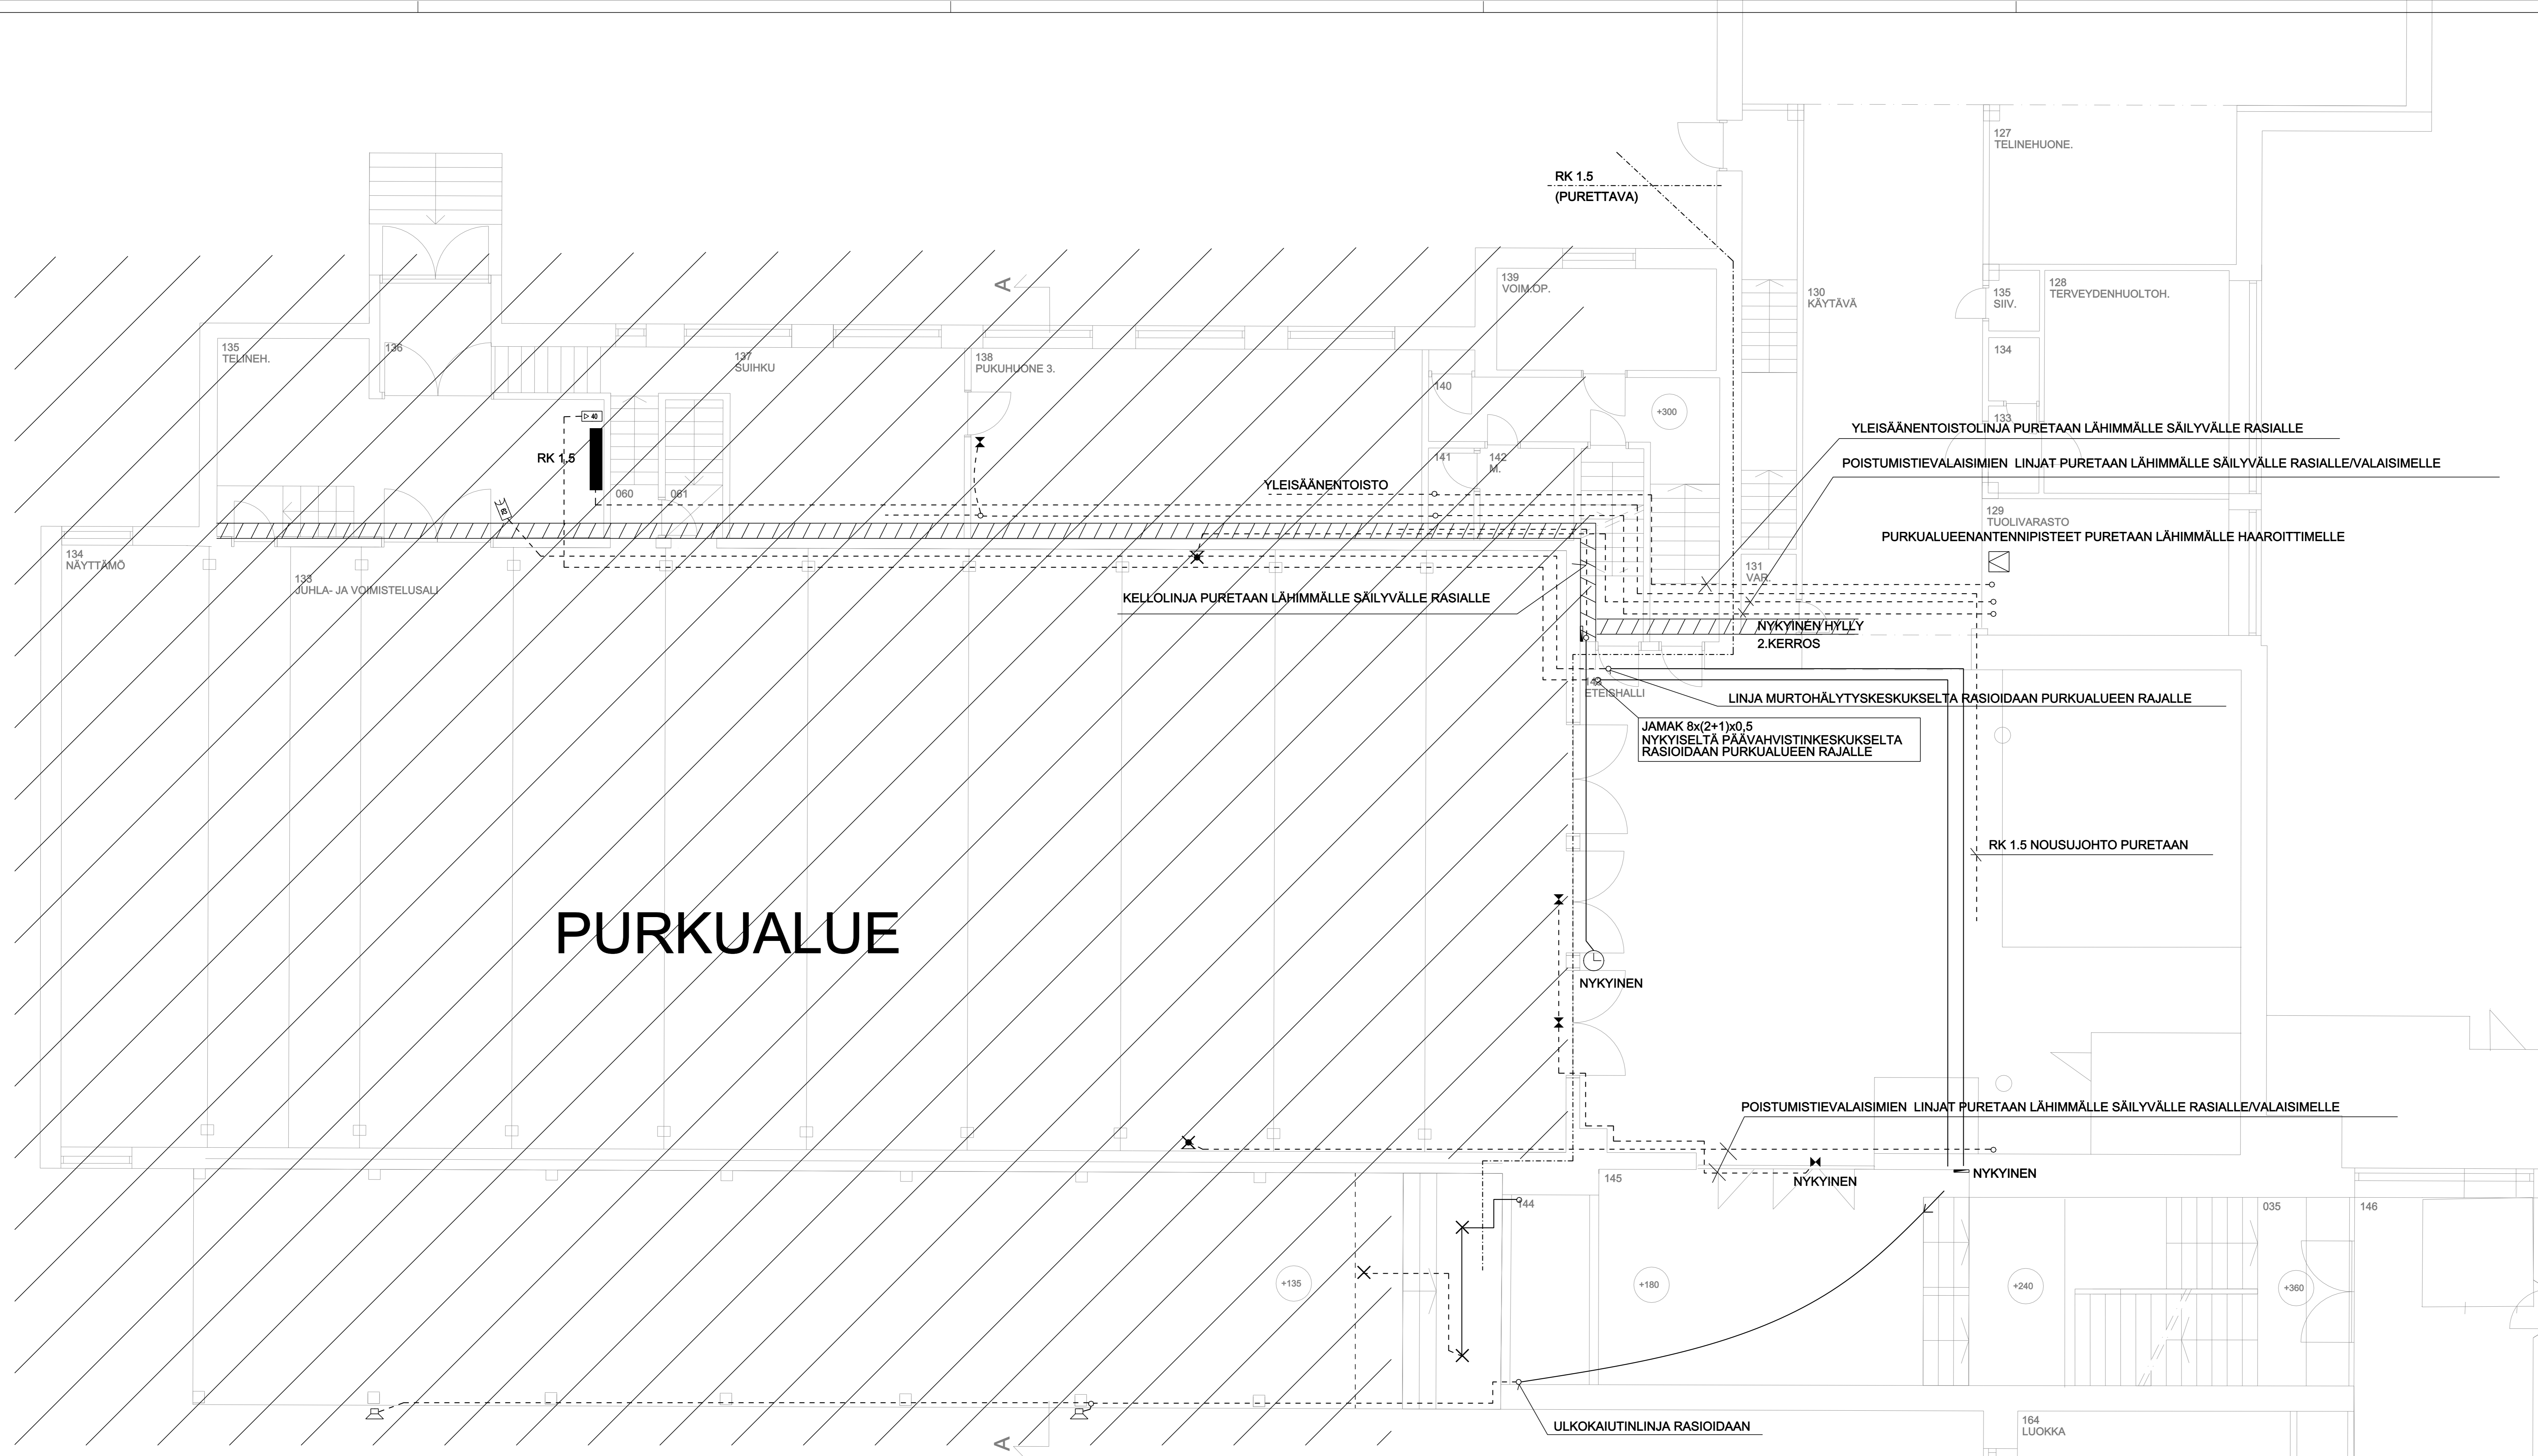 127
TELINEHUONE.
RK 1.5
(PURETTAVA)
139
VOIM.OP.
130
KÄYTÄVÄ
135
SIIV.
128
TERVEYDENHUOLTOH.
A
135
TELINEH.
136
137
SUIHKU
138
PUKUHUONE 3.
134
140
+300
40
133
YLEISÄÄNENTOISTOLINJA PURETAAN LÄHIMMÄLLE SÄILYVÄLLE RASIALLE
RK 1.5
141
142
M.
POISTUMISTIEVALAISIMIEN LINJAT PURETAAN LÄHIMMÄLLE SÄILYVÄLLE RASIALLE/VALAISIMELLE
060
061
YLEISÄÄNENTOISTO
129
TUOLIVARASTO
PURKUALUEENANTENNIPISTEET PURETAAN LÄHIMMÄLLE HAAROITTIMELLE
134
NÄYTTÄMÖ
133
JUHLA- JA VOIMISTELUSALI
131
VAR.
KELLOLINJA PURETAAN LÄHIMMÄLLE SÄILYVÄLLE RASIALLE
NYKYINEN HYLLY
2.KERROS
ETEISHALLI
LINJA MURTOHÄLYTYSKESKUKSELTA RASIOIDAAN PURKUALUEEN RAJALLE
JAMAK 8x(2+1)x0,5
NYKYISELTÄ PÄÄVAHVISTINKESKUKSELTA
RASIOIDAAN PURKUALUEEN RAJALLE
RK 1.5 NOUSUJOHTO PURETAAN
PURKUALUE
NYKYINEN
POISTUMISTIEVALAISIMIEN LINJAT PURETAAN LÄHIMMÄLLE SÄILYVÄLLE RASIALLE/VALAISIMELLE
145
NYKYINEN
NYKYINEN
144
035
146
+135
+180
+240
+360
ULKOKAIUTINLINJA RASIOIDAAN
A
164
LUOKKA